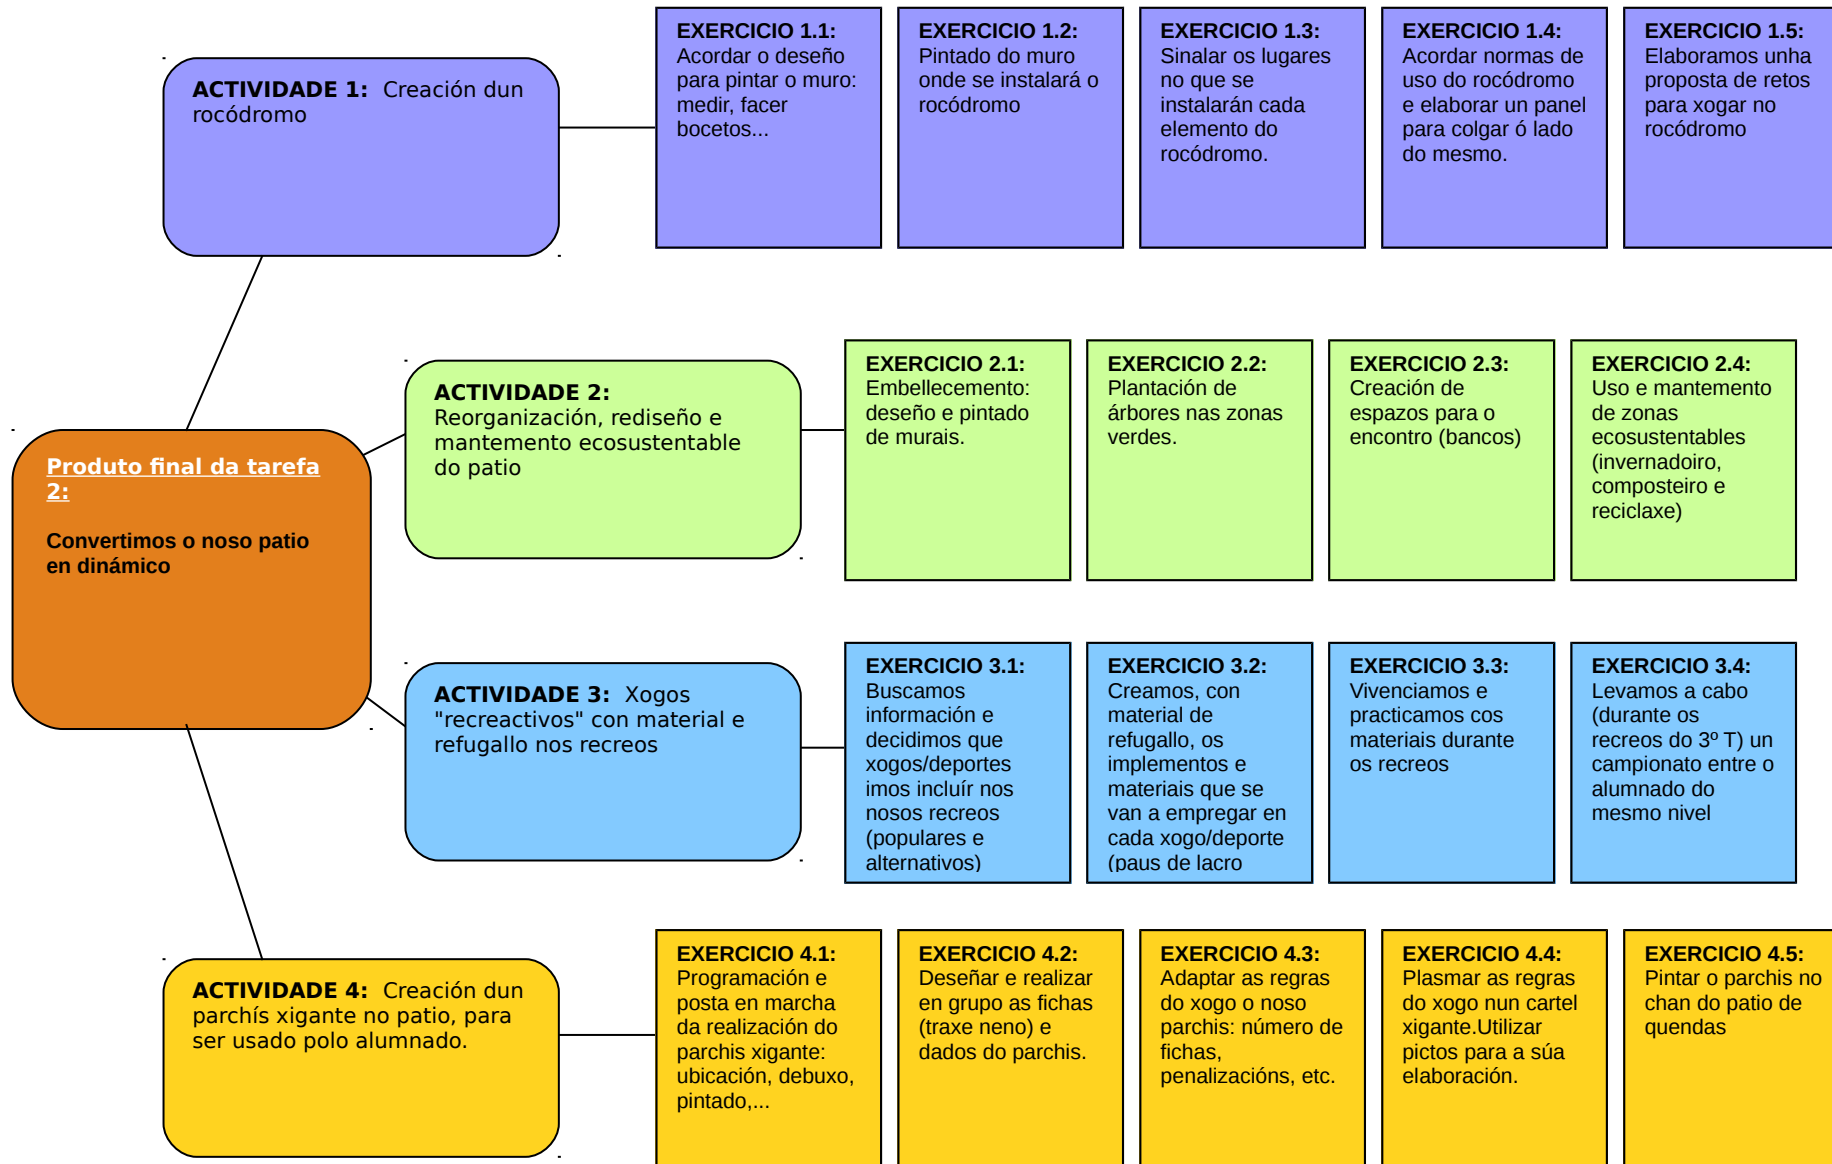 ACTIVIDADE 1: Creación dun
rocódromo
EXERCICIO 1.1:
Acordar o deseño
para pintar o muro:
medir, facer
bocetos...
EXERCICIO 1.2:
Pintado do muro
onde se instalará o
rocódromo
EXERCICIO 1.3:
Sinalar os lugares
no que se
instalarán cada
elemento do
rocódromo.
EXERCICIO 1.4:
Acordar normas de
uso do rocódromo
e elaborar un panel
para colgar ó lado
do mesmo.
EXERCICIO 1.5:
Elaboramos unha
proposta de retos
para xogar no
rocódromo
Produto final da tarefa
2:
Convertimos o noso patio
en dinámico
ACTIVIDADE 2:
Reorganización, rediseño e
mantemento ecosustentable
do patio
EXERCICIO 2.1:
Embellecemento:
deseño e pintado
de murais.
EXERCICIO 2.2:
Plantación de
árbores nas zonas
verdes.
EXERCICIO 2.3:
Creación de
espazos para o
encontro (bancos)
EXERCICIO 2.4:
Uso e mantemento
de zonas
ecosustentables
(invernadoiro,
composteiro e
reciclaxe)
ACTIVIDADE 3: Xogos
"recreactivos" con material e
refugallo nos recreos
EXERCICIO 3.1:
Buscamos
información e
decidimos que
xogos/deportes
imos incluír nos
nosos recreos
(populares e
alternativos)
EXERCICIO 3.2:
Creamos, con
material de
refugallo, os
implementos e
materiais que se
van a empregar en
cada xogo/deporte
(paus de lacro
EXERCICIO 3.3:
Vivenciamos e
practicamos cos
materiais durante
os recreos
EXERCICIO 3.4:
Levamos a cabo
(durante os
recreos do 3º T) un
campionato entre o
alumnado do
mesmo nivel
ACTIVIDADE 4: Creación dun
parchís xigante no patio, para
ser usado polo alumnado.
EXERCICIO 4.1:
Programación e
posta en marcha
da realización do
parchis xigante:
ubicación, debuxo,
pintado,...
EXERCICIO 4.2:
Deseñar e realizar
en grupo as fichas
(traxe neno) e
dados do parchis.
EXERCICIO 4.3:
Adaptar as regras
do xogo o noso
parchis: número de
fichas,
penalizacións, etc.
EXERCICIO 4.4:
Plasmar as regras
do xogo nun cartel
xigante.Utilizar
pictos para a súa
elaboración.
EXERCICIO 4.5:
Pintar o parchis no
chan do patio de
quendas